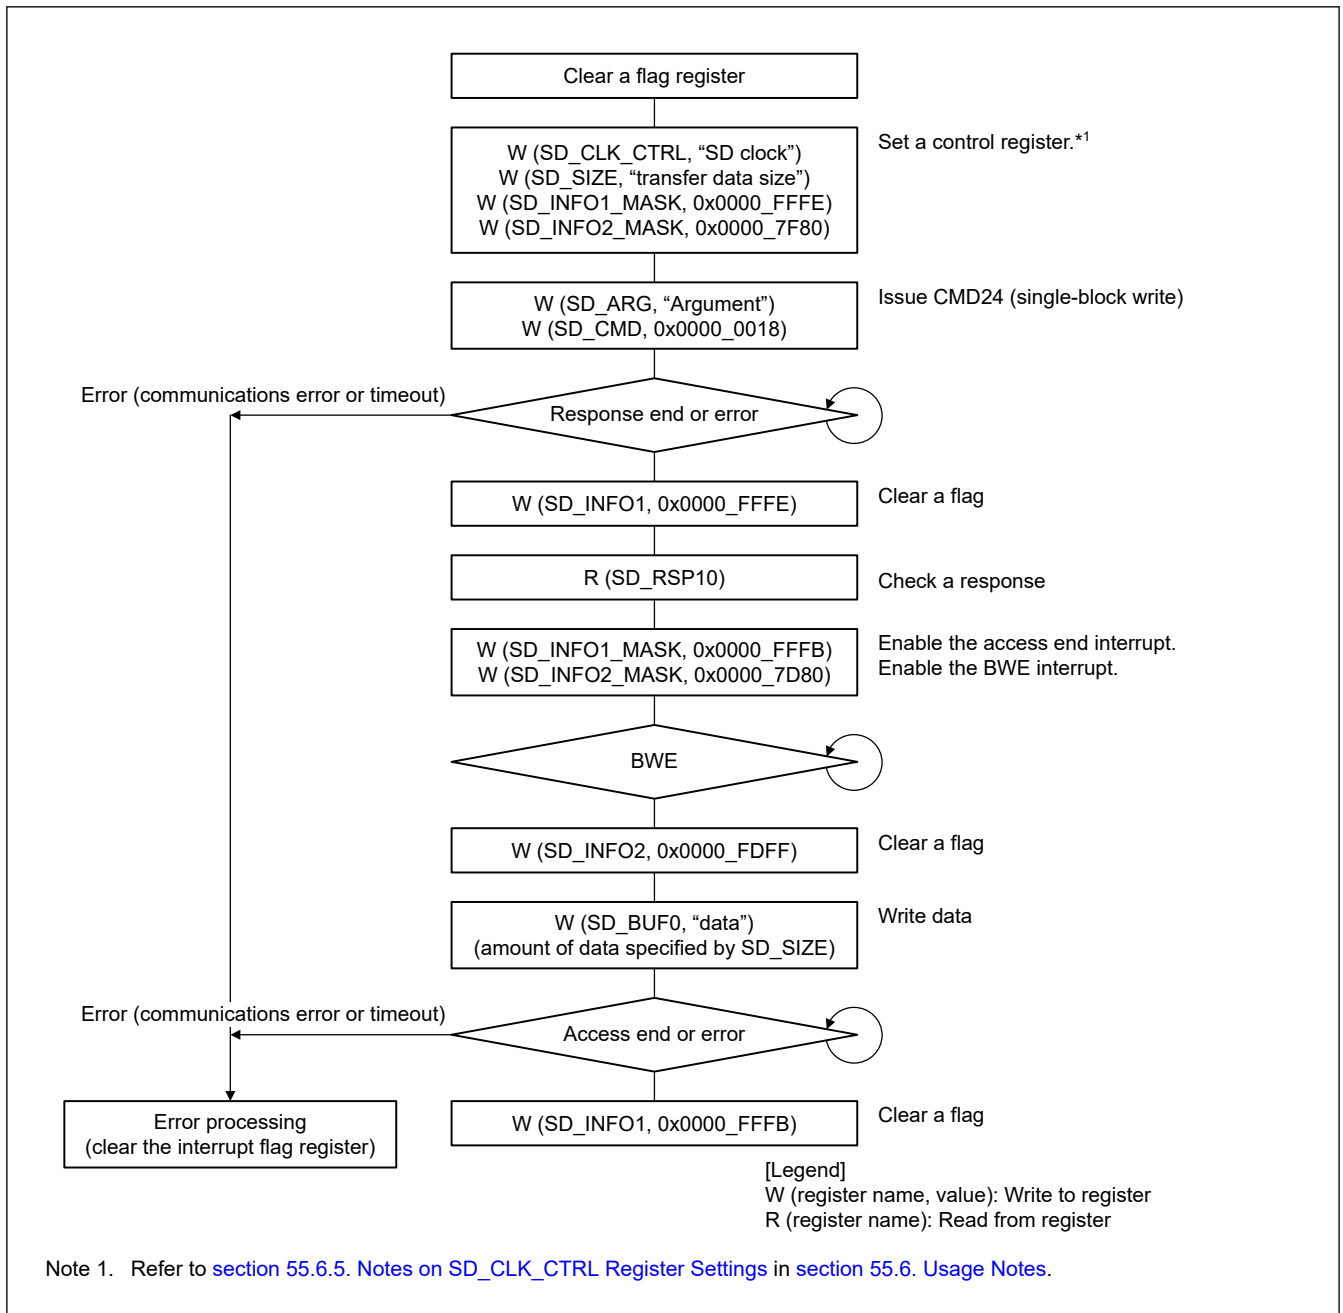 Clear a flag register
W (SD_CLK_CTRL, “SD clock”)
W (SD_SIZE, “transfer data size”)
W (SD_INFO1_MASK, 0x0000_FFFE)
W (SD_INFO2_MASK, 0x0000_7F80)
Set a control register.*1
W (SD_ARG, “Argument”)
W (SD_CMD, 0x0000_0018)
Issue CMD24 (single-block write)
Error (communications error or timeout)
Response end or error
W (SD_INFO1, 0x0000_FFFE)
Clear a flag
R (SD_RSP10)
Check a response
W (SD_INFO1_MASK, 0x0000_FFFB)
W (SD_INFO2_MASK, 0x0000_7D80)
Enable the access end interrupt.
Enable the BWE interrupt.
BWE
W (SD_INFO2, 0x0000_FDFF)
Clear a flag
W (SD_BUF0, “data”)
(amount of data specified by SD_SIZE)
Write data
Error (communications error or timeout)
Access end or error
Error processing
(clear the interrupt flag register)
W (SD_INFO1, 0x0000_FFFB)
Clear a flag
[Legend]
W (register name, value): Write to register
R (register name): Read from register
Note 1. Refer to section 55.6.5. Notes on SD_CLK_CTRL Register Settings in section 55.6. Usage Notes.